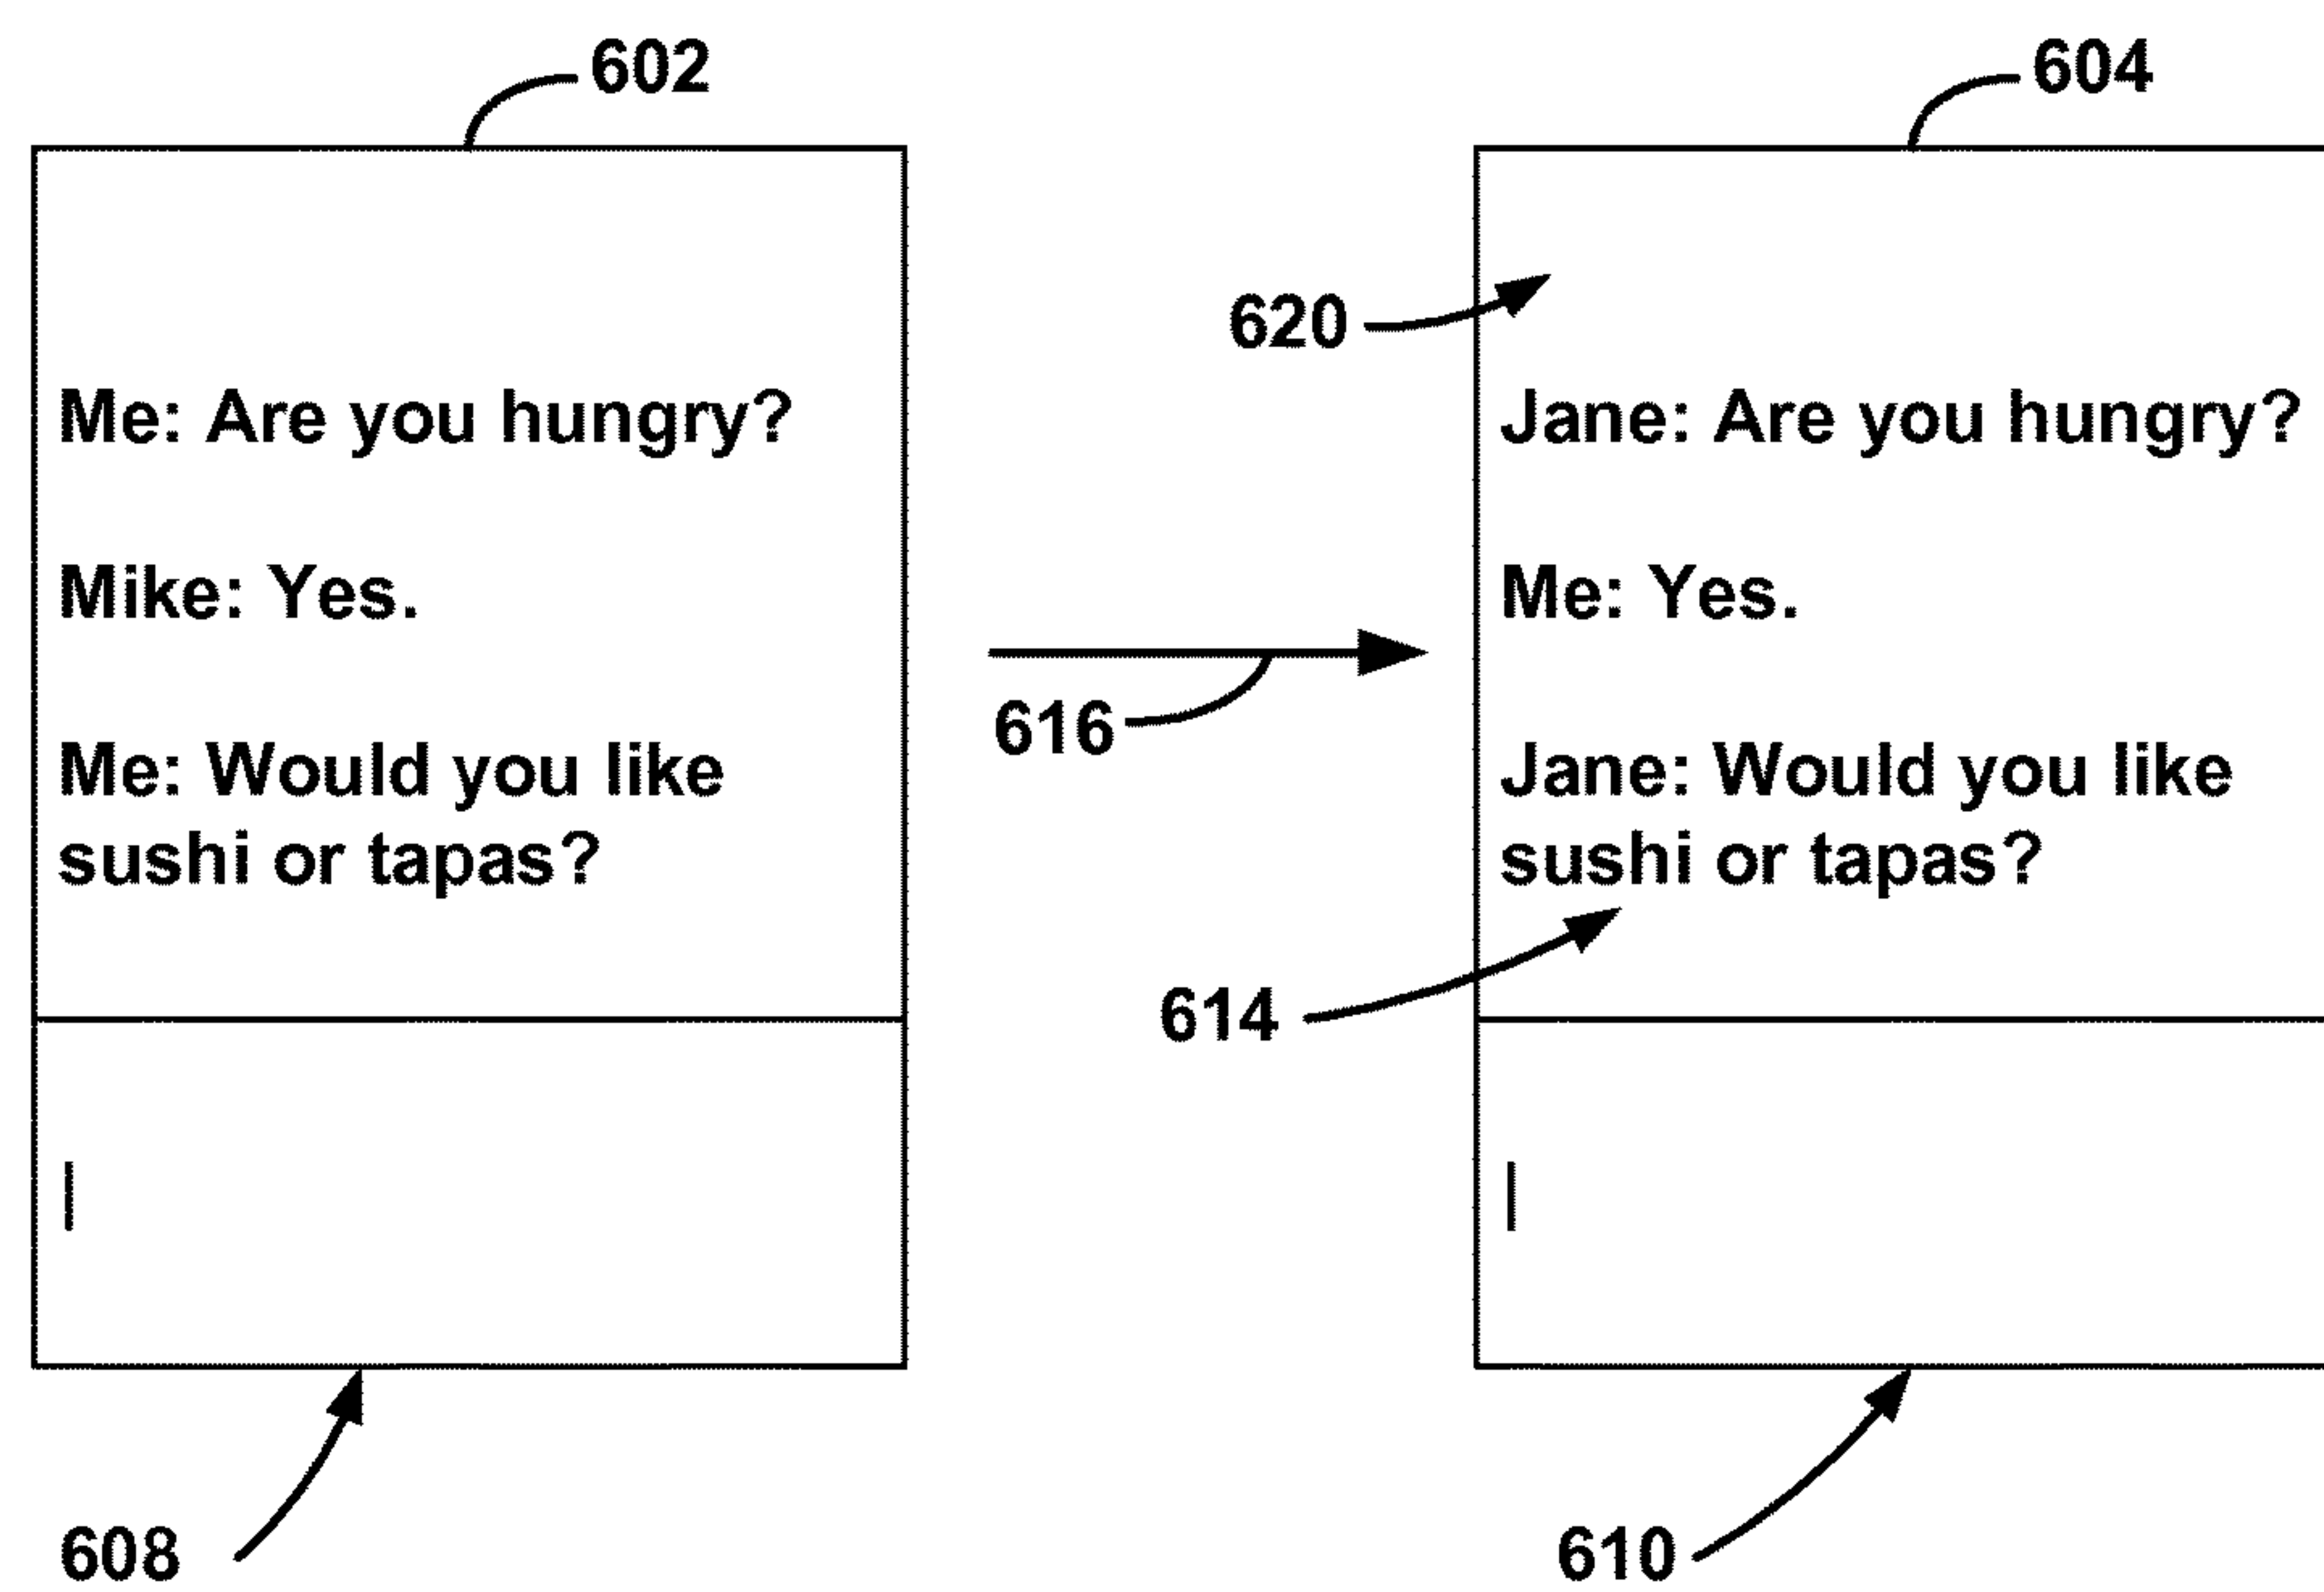 602
604
620
Me: Are you hungry?
Mike: Yes.
Me: Would you like
sushi or tapas?
|
616
Jane: Are you hungry?
Me: Yes.
Jane: Would you like
sushi or tapas?
|
614
608
610